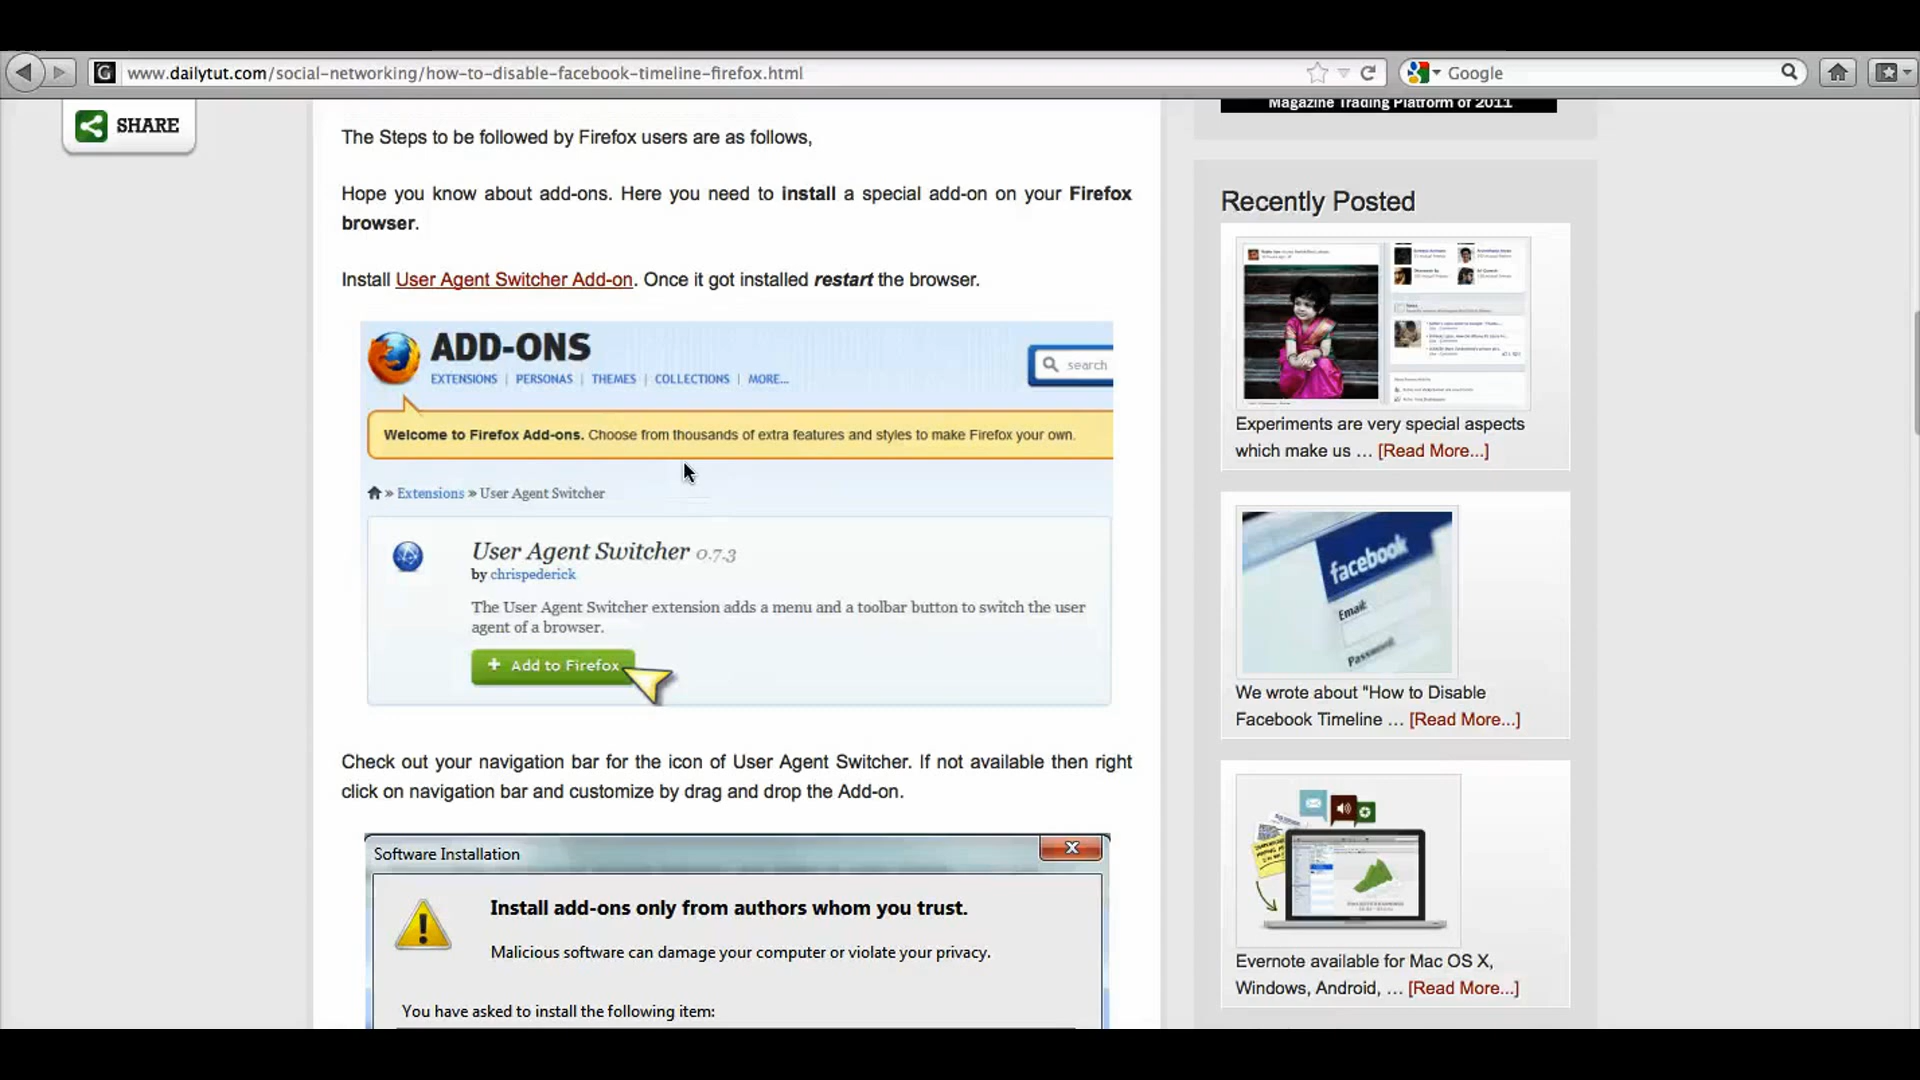 www.dailytut.com/social-networking/how-to-disable-facebook-timeline-firefox.html
Google
SHARE
The Steps to be followed by Firefox users are as follows,
Hope you know about add-ons. Here you need to install a special add-on on your Firefox
browser.
Install User Agent Switcher Add-on. Once it got installed restart the browser.
ADD-ONS
EXTENSIONS | PERSONAS | THEMES | COLLECTIONS | MORE...
search
Welcome to Firefox Add-ons. Choose from thousands of extra features and styles to make Firefox your own.
» Extensions » User Agent Switcher
User Agent Switcher 0.7.3
by chrispederick
The User Agent Switcher extension adds a menu and a toolbar button to switch the user
agent of a browser.
+ Add to Firefox
Check out your navigation bar for the icon of User Agent Switcher. If not available then right
click on navigation bar and customize by drag and drop the Add-on.
Software Installation
Install add-ons only from authors whom you trust.
Malicious software can damage your computer or violate your privacy.
You have asked to install the following item:
Magazine Trading Platform of 2011
Recently Posted
Experiments are very special aspects
which make us ... [Read More...]
facebook
Email:
Password:
We wrote about "How to Disable
Facebook Timeline ... [Read More...]
Evernote available for Mac OS X,
Windows, Android, ... [Read More...]